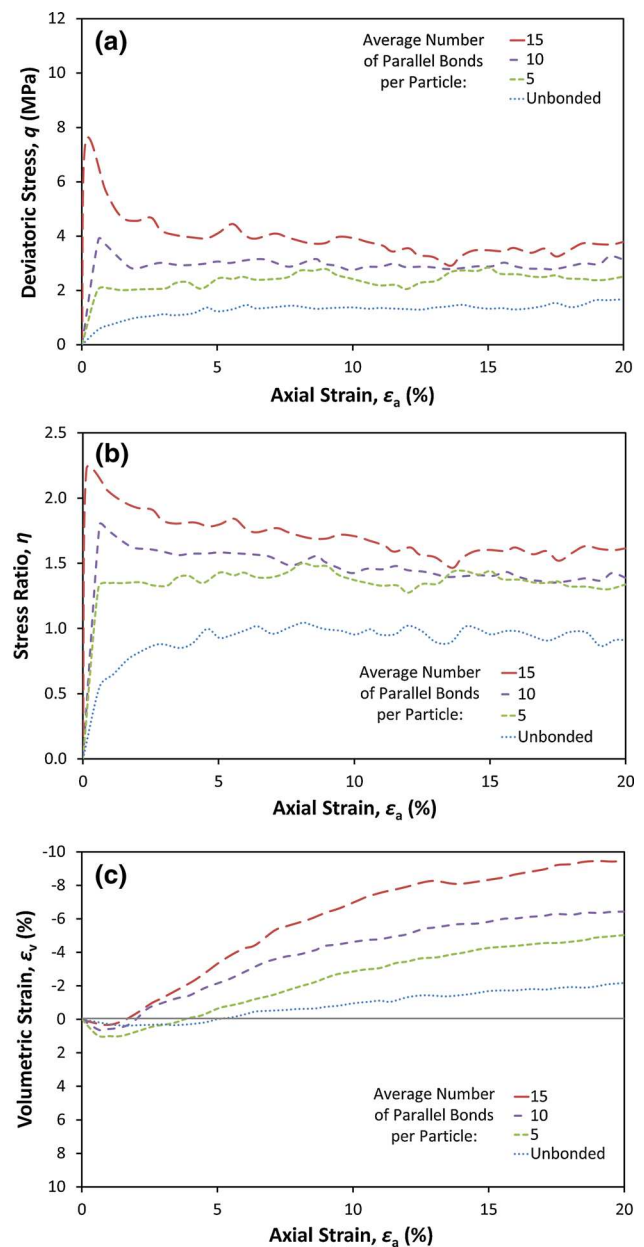 (a)
Average Number
of Parallel Bonds
per Particle:
15
10
5
Unbonded
12
10
8
6
4
2
0
Deviatoric Stress, q (MPa)
0
5
10
15
20
Axial Strain, εa (%)
(b)
2.5
2.0
1.5
1.0
0.5
0.0
Stress Ratio, η
Average Number
of Parallel Bonds
per Particle:
15
10
5
Unbonded
0
5
10
15
20
Axial Strain, εa (%)
(c)
-10
-8
-6
-4
-2
0
2
4
6
8
10
Volumetric Strain, εv (%)
Average Number
of Parallel Bonds
per Particle:
15
10
5
Unbonded
0
5
10
15
20
Axial Strain, εa (%)